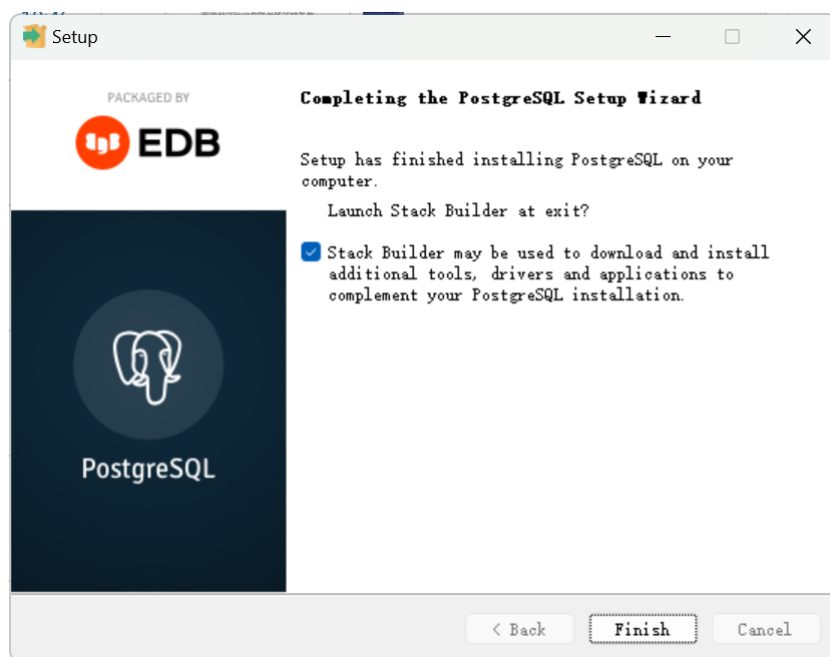 Setup
PACKAGED BY
EDB
PostgreSQL
Completing the PostgreSQL Setup Wizard
Setup has finished installing PostgreSQL on your
computer.
Launch Stack Builder at exit?
Stack Builder may be used to download and install
additional tools, drivers and applications to
complement your PostgreSQL installation.
< Back
Finish
Cancel